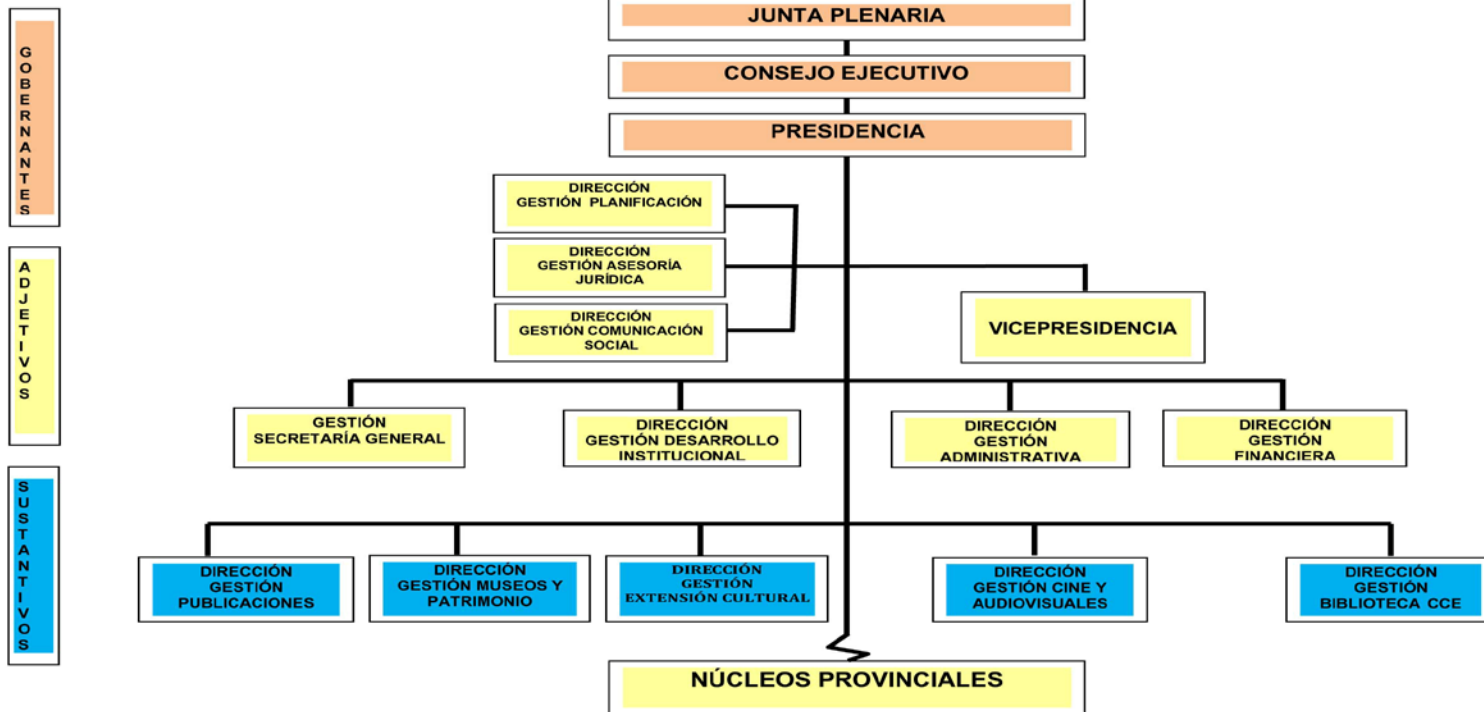 GOBERNANTES
JUNTA PLENARIA
CONSEJO EJECUTIVO
PRESIDENCIA
ADJETIVOS
DIRECCIÓN
GESTIÓN PLANIFICACIÓN
DIRECCIÓN
GESTIÓN ASESORÍA
JURÍDICA
DIRECCIÓN
GESTIÓN COMUNICACIÓN
SOCIAL
VICEPRESIDENCIA
GESTIÓN
SECRETARÍA GENERAL
DIRECCIÓN
GESTIÓN DESARROLLO
INSTITUCIONAL
DIRECCIÓN
GESTIÓN
ADMINISTRATIVA
DIRECCIÓN
GESTIÓN
FINANCIERA
SUSTANTIVOS
DIRECCIÓN
GESTIÓN
PUBLICACIONES
DIRECCIÓN
GESTIÓN MUSEOS Y
PATRIMONIO
DIRECCIÓN
GESTIÓN
EXTENSIÓN CULTURAL
DIRECCIÓN
GESTIÓN CINE Y
AUDIOVISUALES
DIRECCIÓN
GESTIÓN
BIBLIOTECA CCE
NÚCLEOS PROVINCIALES